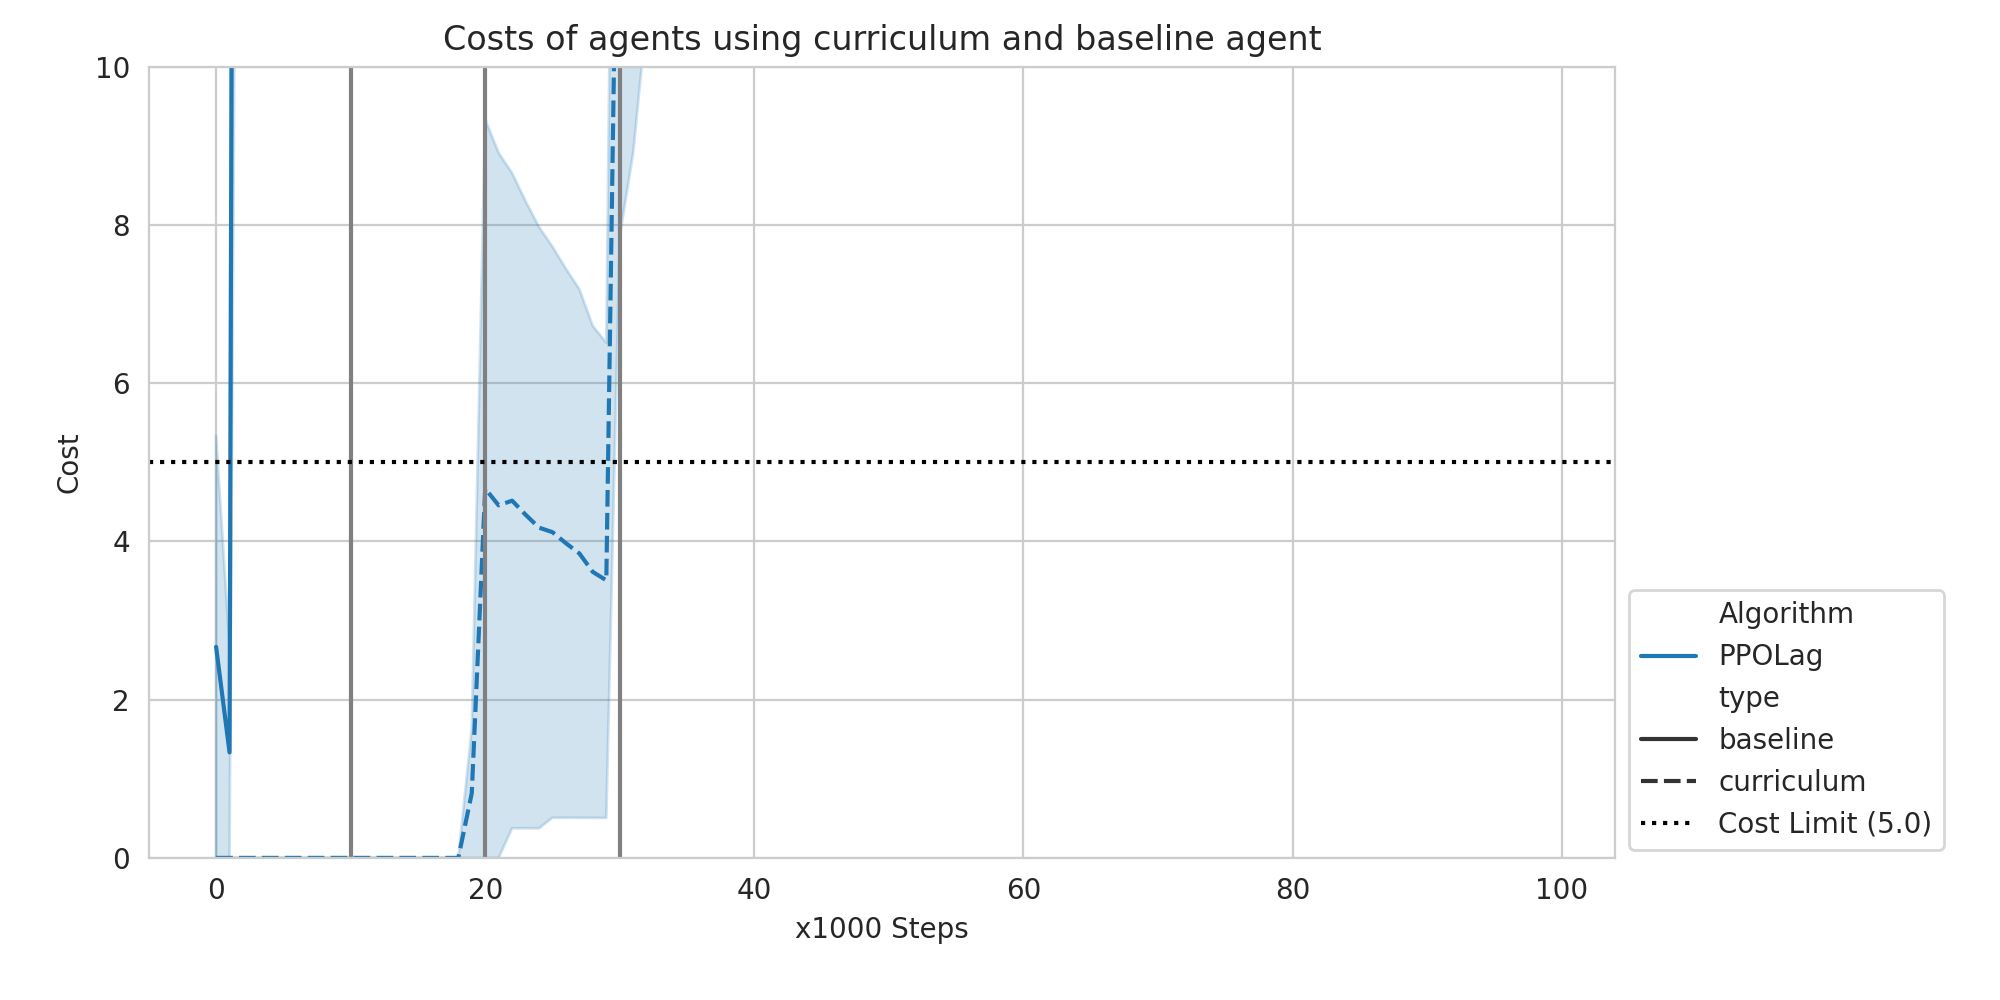 Costs of agents using curriculum and baseline agent
10
8
6
4
2
0
Cost
0
20
40
60
80
100
x1000 Steps
Algorithm
PPOLag
type
baseline
curriculum
Cost Limit (5.0)